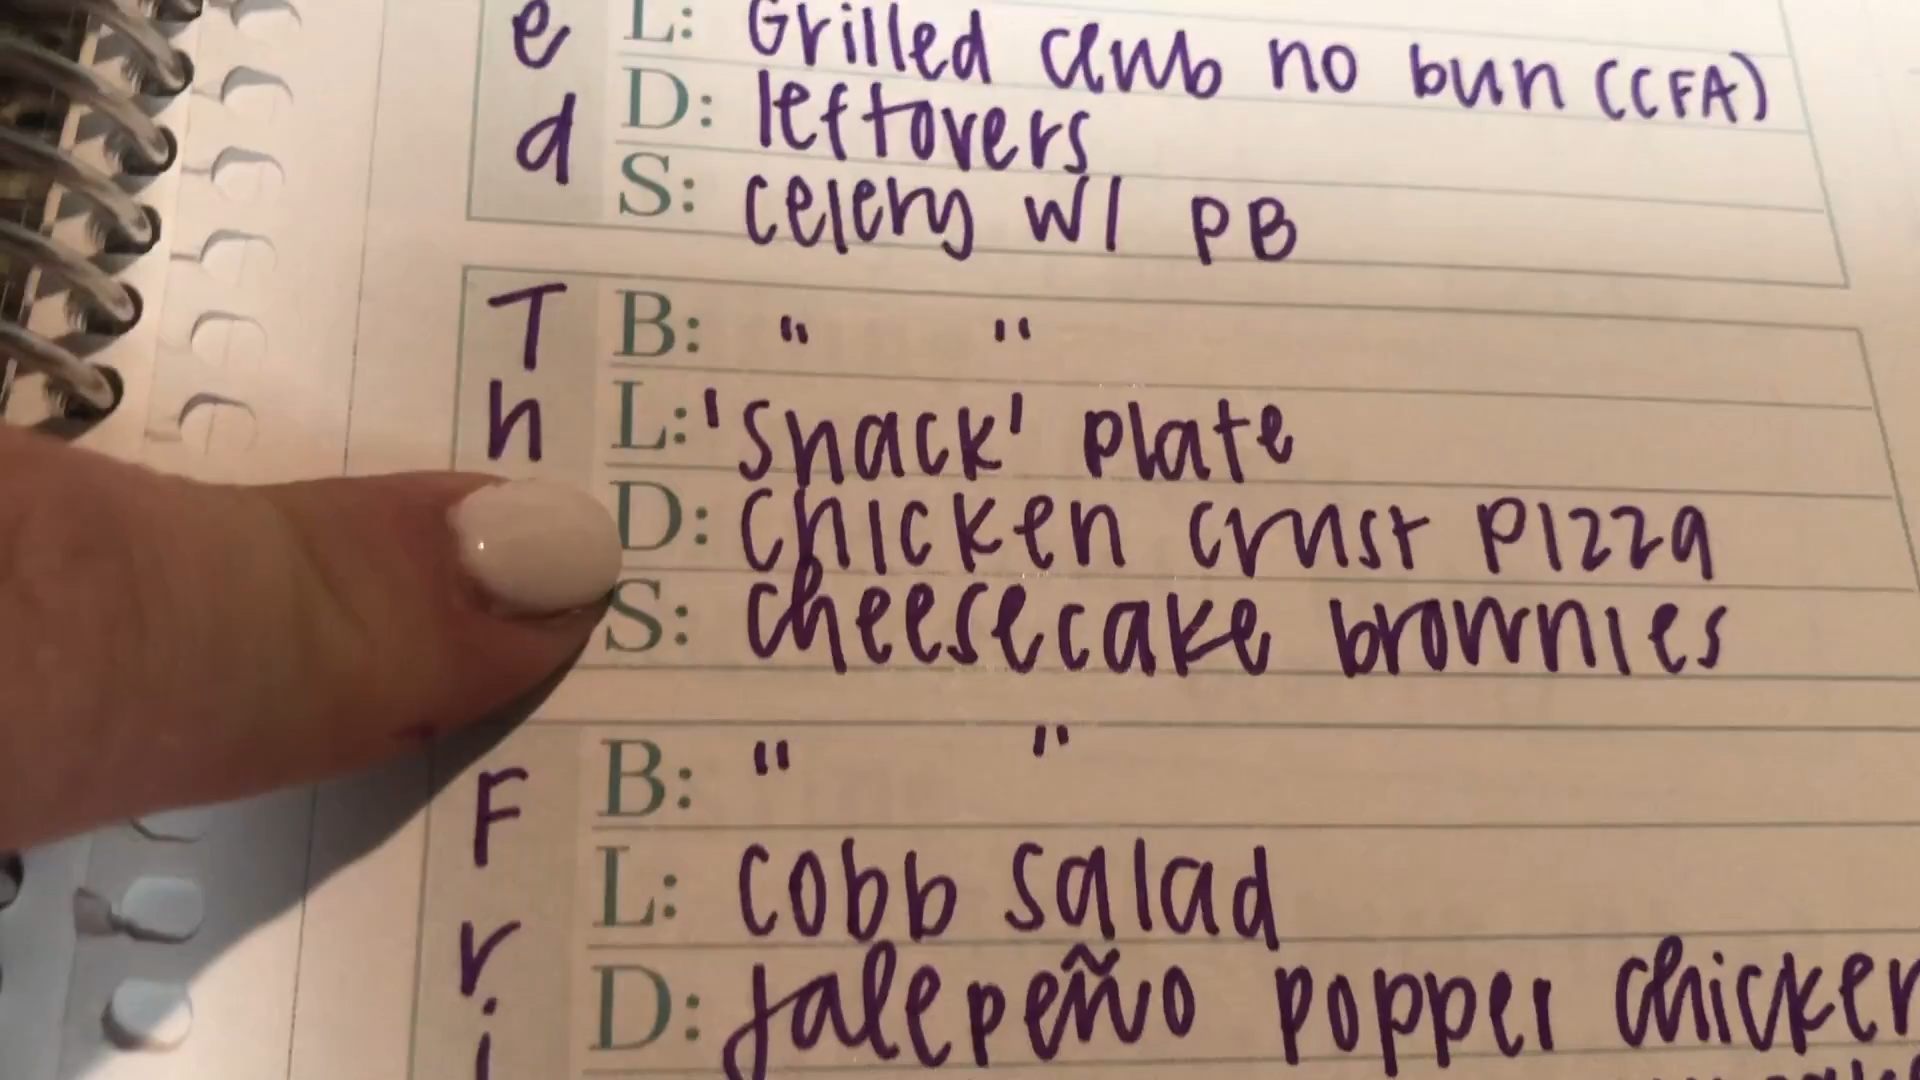 e L: Grilled club no bun (CFA)
d D: leftovers
S: celery w/ PB
T B: " "
h L: 'snack' plate
D: chicken crust pizza
S: cheesecake brownies
B: " "
F L: cobb salad
r D: Jalepeño popper chicken
i